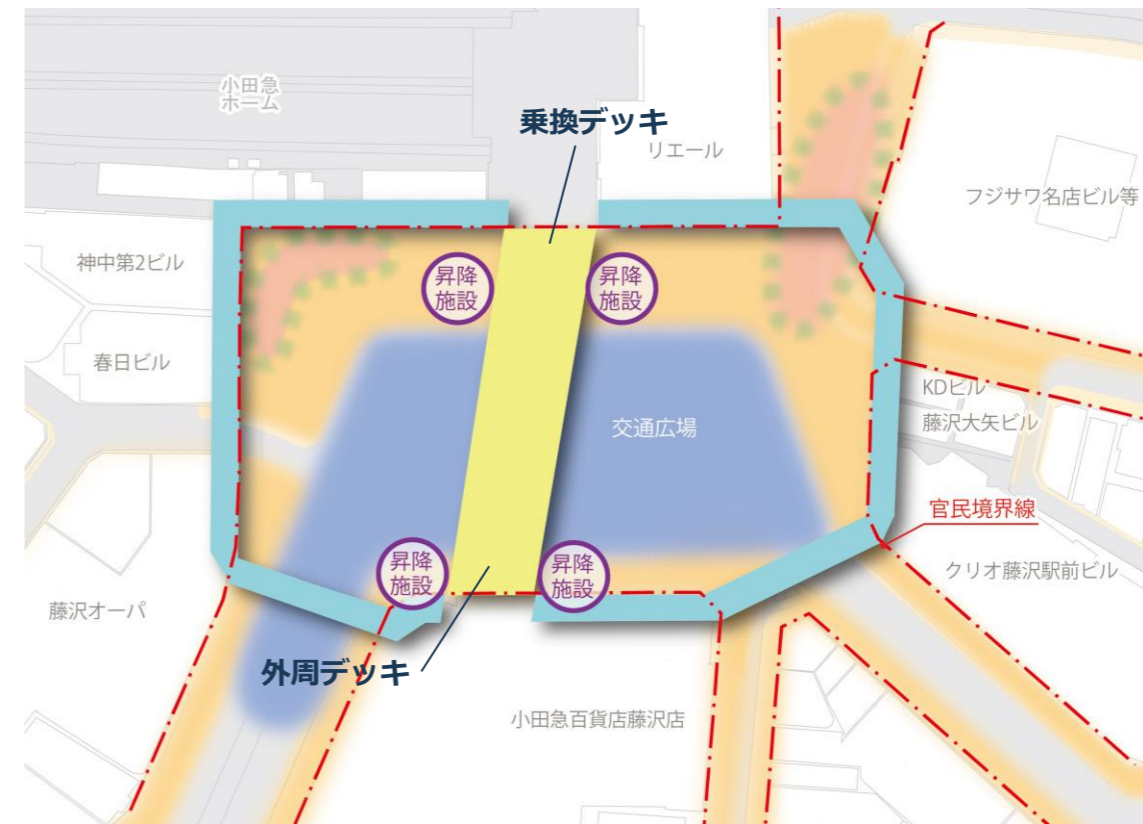 小田急
ホーム
乗換デッキ
リエール
フジサワ名店ビル等
神中第2ビル
昇降
施設
昇降
施設
春日ビル
KDビル
交通広場
藤沢大矢ビル
官民境界線
昇降
施設
昇降
施設
クリオ藤沢駅前ビル
藤沢オーパ
外周デッキ
小田急百貨店藤沢店